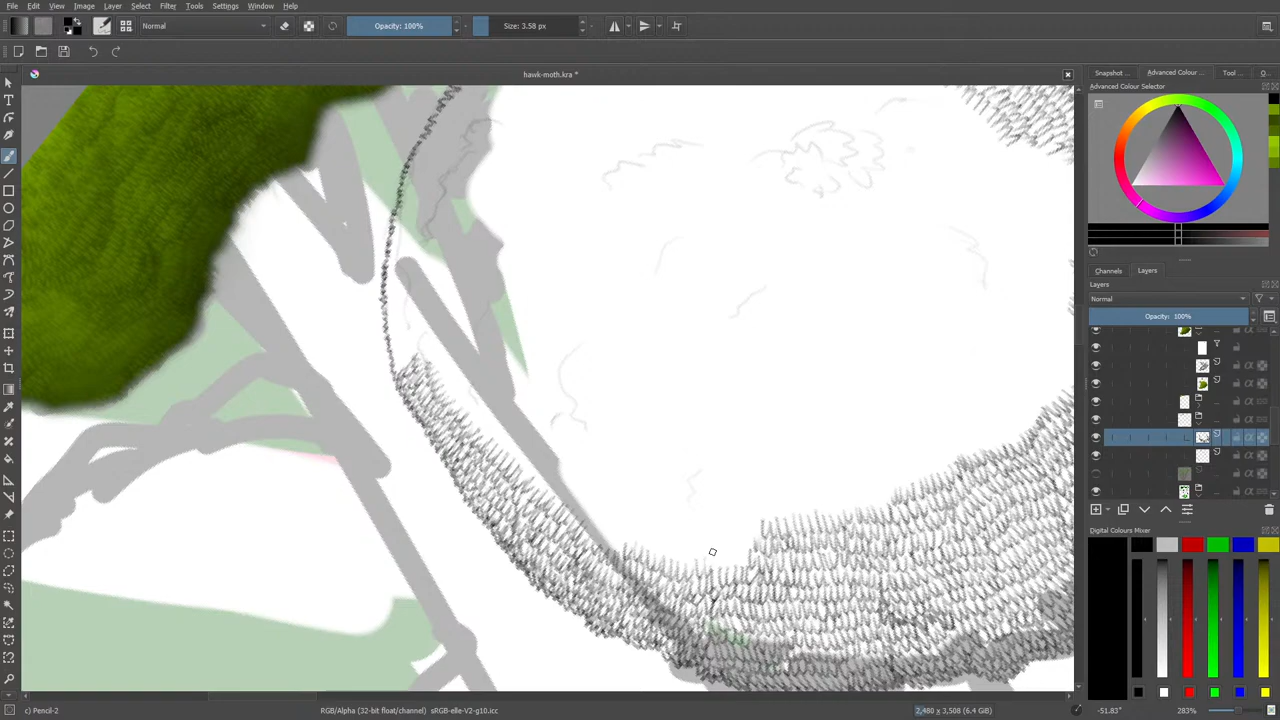 File Edit View Image Layer Select Filter Tools Settings Window Help
Normal Opacity: 100% Size: 3.58 px
hawk-moth.kra *
Snapshot ... Advanced Colour ... Tool ... O...
Advanced Colour Selector
Channels Layers
Layers
Normal
Opacity: 100%
Digital Colours Mixer
c) Pencil-2 RGB/Alpha (32-bit float/channel) sRGB-elle-V2-g10.icc 2,480 x 3,508 (6.4 GiB) -51.83° 283%